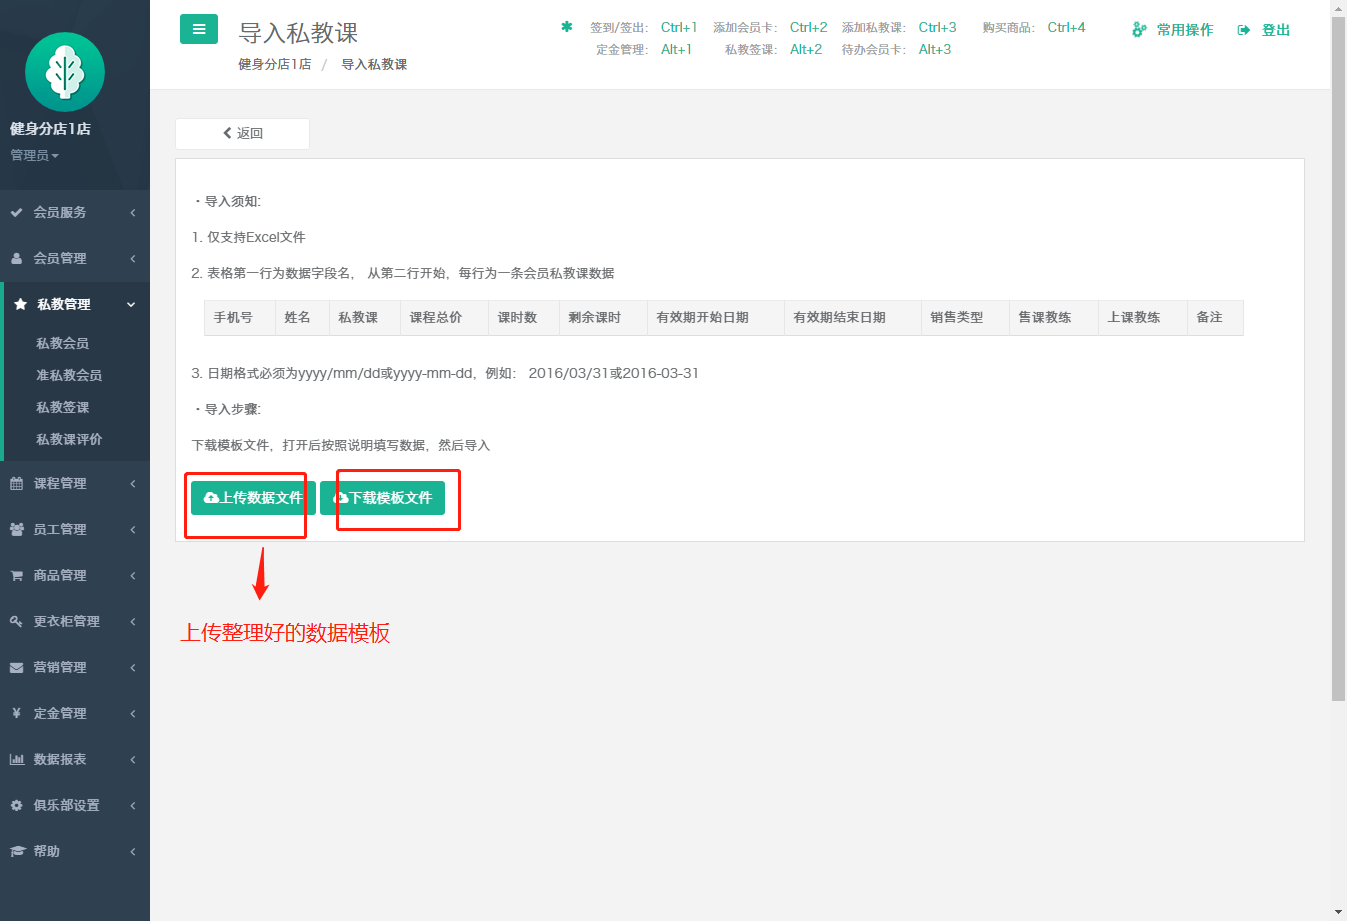 健身分店1店
管理员
会员服务
会员管理
私教管理
私教会员
准私教会员
私教签课
私教课评价
课程管理
员工管理
商品管理
更衣柜管理
营销管理
定金管理
数据报表
俱乐部设置
帮助
导入私教课
健身分店1店 / 导入私教课
签到/签出: Ctrl+1 添加会员卡: Ctrl+2 添加私教课: Ctrl+3 购买商品: Ctrl+4
定金管理: Alt+1 私教签课: Alt+2 待办会员卡: Alt+3
常用操作 登出
返回
·导入须知:
1. 仅支持Excel文件
2. 表格第一行为数据字段名， 从第二行开始，每行为一条会员私教课数据
手机号 姓名 私教课 课程总价 课时数 剩余课时 有效期开始日期 有效期结束日期 销售类型 售课教练 上课教练 备注
3. 日期格式必须为yyyy/mm/dd或yyyy-mm-dd，例如： 2016/03/31或2016-03-31
·导入步骤:
下载模板文件，打开后按照说明填写数据，然后导入
上传数据文件 下载模板文件
上传整理好的数据模板